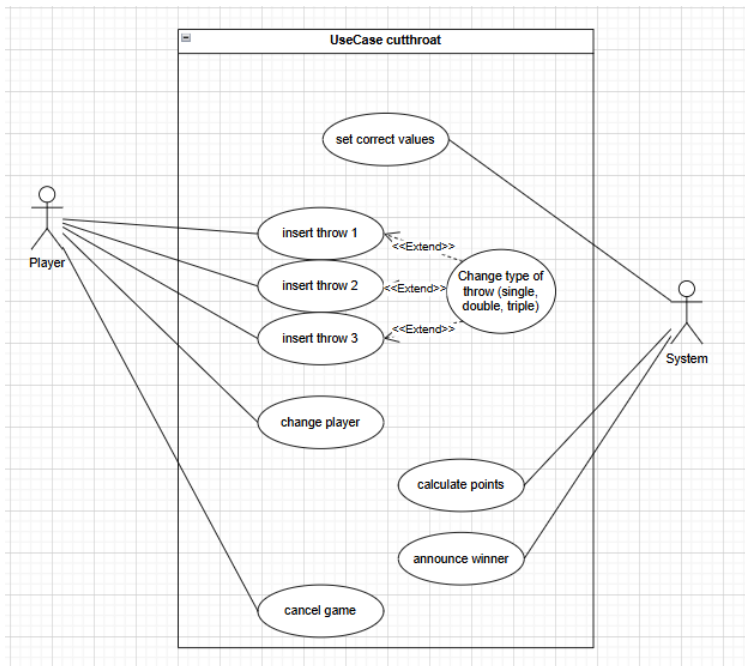 UseCase cutthroat
set correct values
insert throw 1
<<Extend>>
Player
Change type of
throw (single,
double, triple)
insert throw 2
<<Extend>>
insert throw 3
<<Extend>>
System
change player
calculate points
announce winner
cancel game